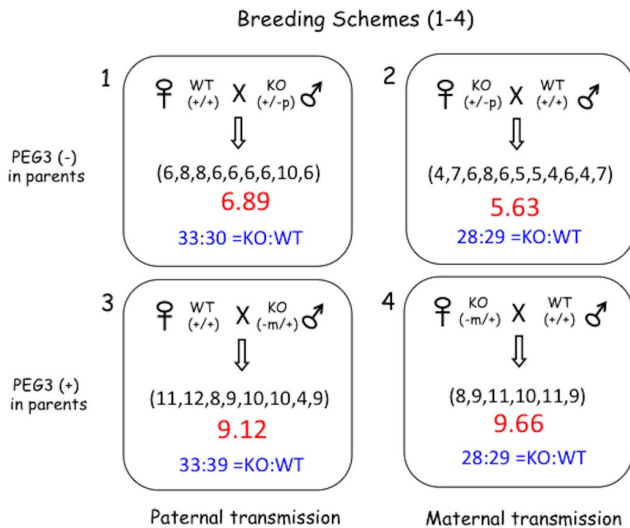 Breeding Schemes (1-4)
1
♀ WT (+/+) X KO (+/-p) ♂
(6,8,8,6,6,6,6,10,6)
6.89
33:30 =KO:WT
2
♀ KO (+/-p) X WT (+/+) ♂
(4,7,6,8,6,5,5,4,6,4,7)
5.63
28:29 =KO:WT
PEG3 (-)
in parents
3
♀ WT (+/+) X KO (-m/+) ♂
(11,12,8,9,10,10,4,9)
9.12
33:39 =KO:WT
4
♀ KO (-m/+) X WT (+/+) ♂
(8,9,11,10,11,9)
9.66
28:29 =KO:WT
PEG3 (+)
in parents
Paternal transmission
Maternal transmission